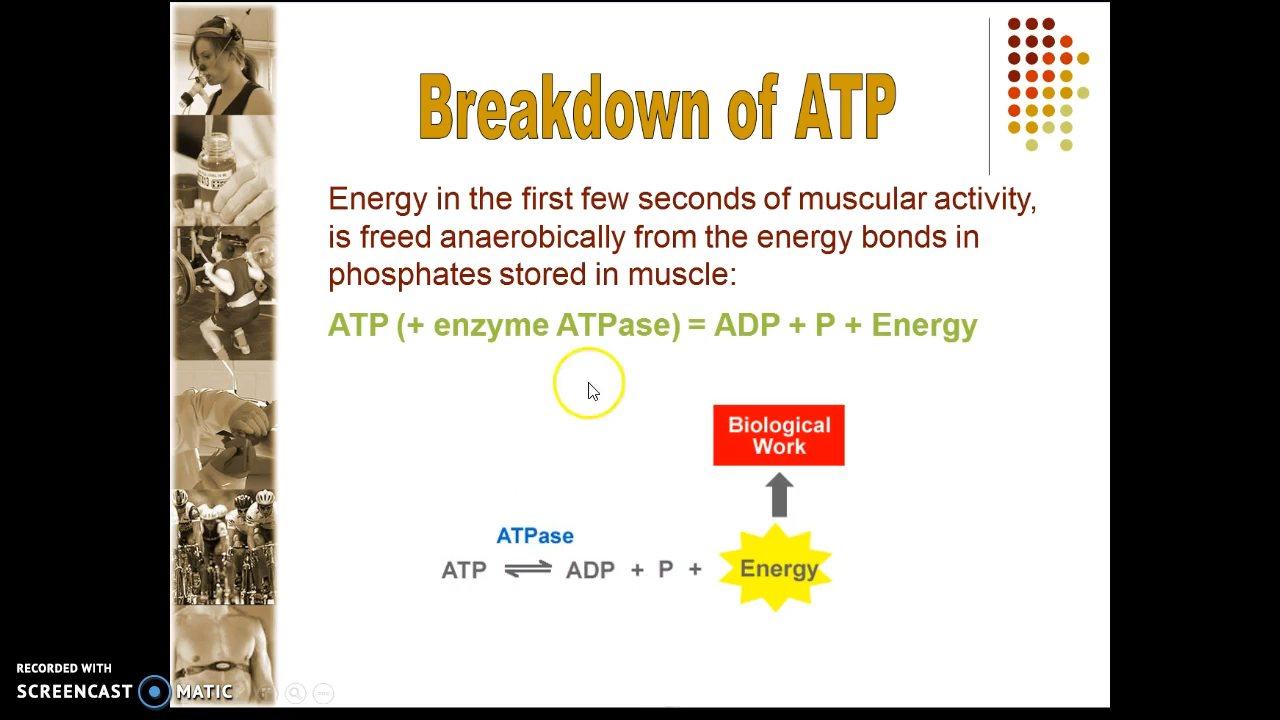 Breakdown of ATP
Energy in the first few seconds of muscular activity,
is freed anaerobically from the energy bonds in
phosphates stored in muscle:
ATP (+ enzyme ATPase) = ADP + P + Energy
Biological
Work
ATPase
ATP ⇌ ADP + P + Energy
RECORDED WITH
SCREENCAST MATIC